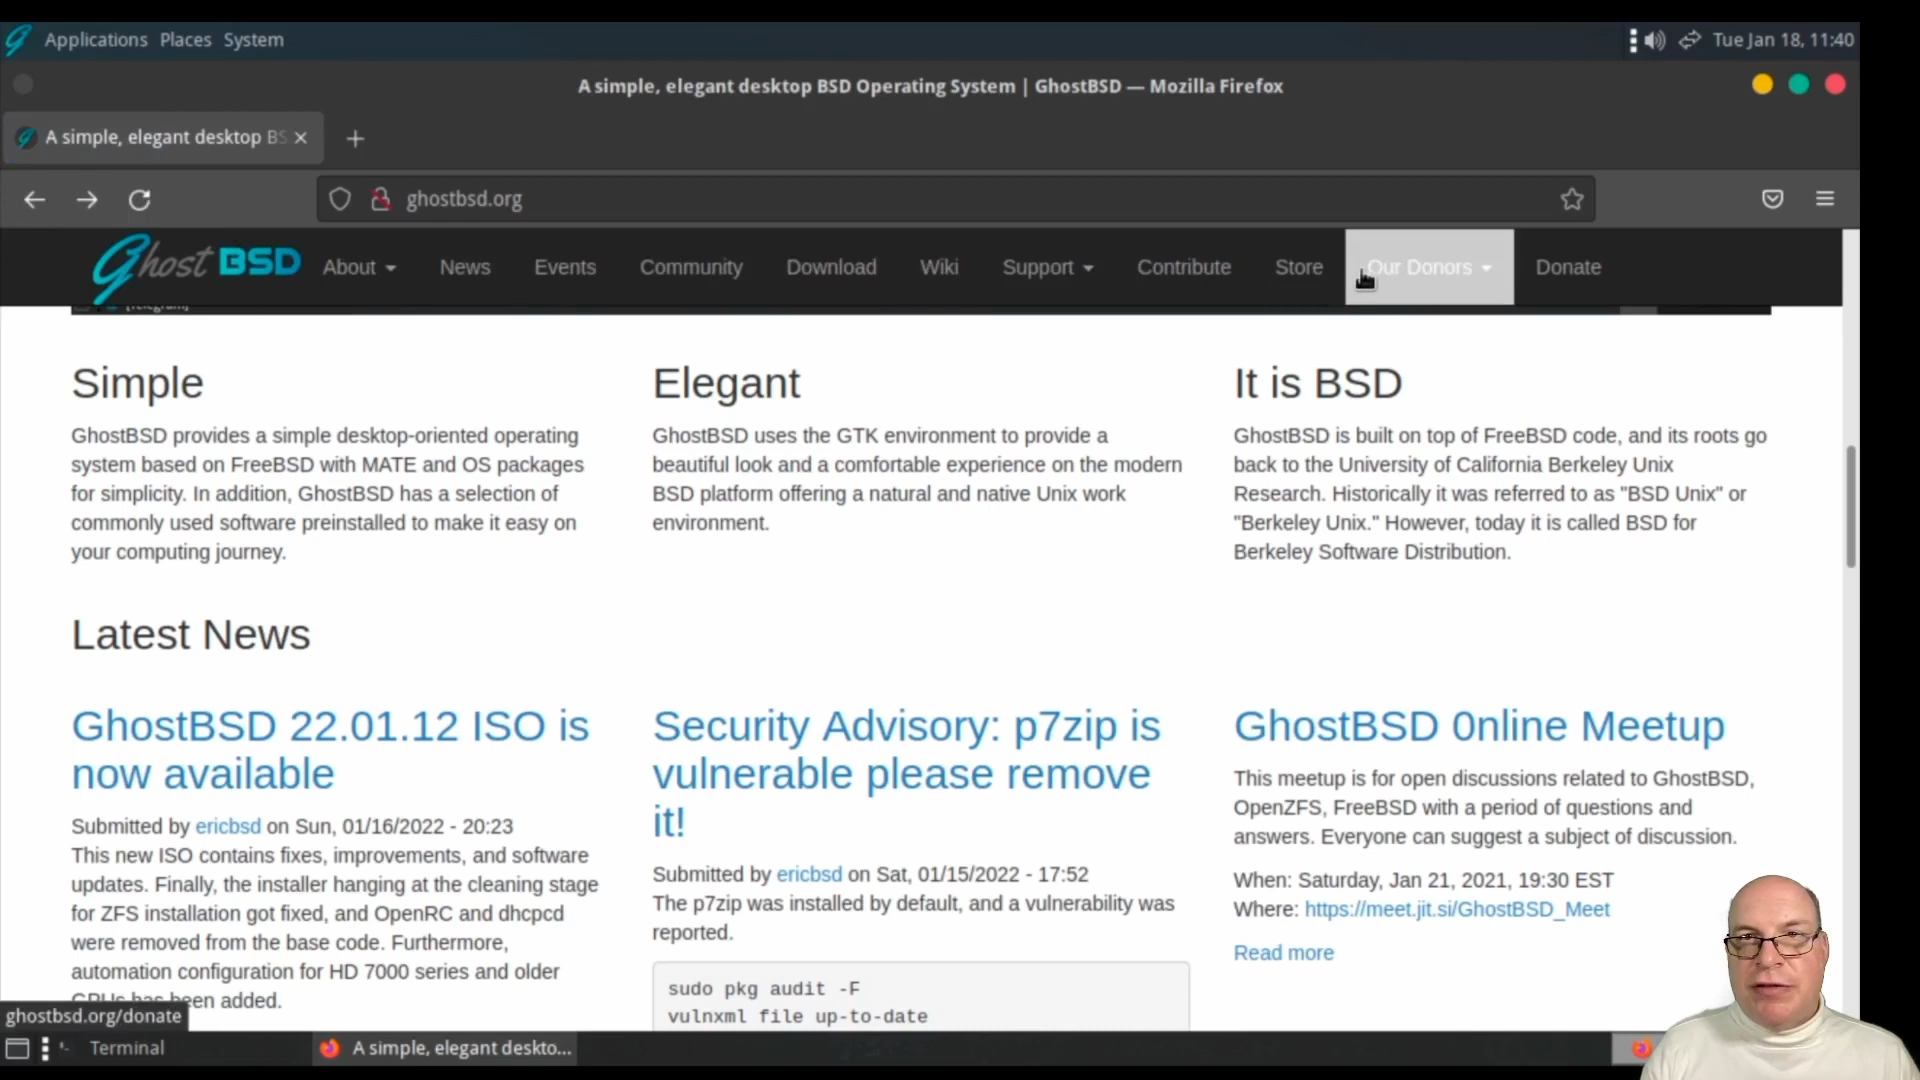 Applications Places System
Tue Jan 18, 11:40
A simple, elegant desktop BSD Operating System | GhostBSD — Mozilla Firefox
A simple, elegant desktop BS
ghostbsd.org
Ghost BSD About News Events Community Download Wiki Support Contribute Store Our Donors Donate
[Telegram]
Simple
GhostBSD provides a simple desktop-oriented operating
system based on FreeBSD with MATE and OS packages
for simplicity. In addition, GhostBSD has a selection of
commonly used software preinstalled to make it easy on
your computing journey.
Elegant
GhostBSD uses the GTK environment to provide a
beautiful look and a comfortable experience on the modern
BSD platform offering a natural and native Unix work
environment.
It is BSD
GhostBSD is built on top of FreeBSD code, and its roots go
back to the University of California Berkeley Unix
Research. Historically it was referred to as "BSD Unix" or
"Berkeley Unix." However, today it is called BSD for
Berkeley Software Distribution.
Latest News
GhostBSD 22.01.12 ISO is
now available
Submitted by ericbsd on Sun, 01/16/2022 - 20:23
This new ISO contains fixes, improvements, and software
updates. Finally, the installer hanging at the cleaning stage
for ZFS installation got fixed, and OpenRC and dhcpcd
were removed from the base code. Furthermore,
automation configuration for HD 7000 series and older
GPUs has been added.
Security Advisory: p7zip is
vulnerable please remove
it!
Submitted by ericbsd on Sat, 01/15/2022 - 17:52
The p7zip was installed by default, and a vulnerability was
reported.
sudo pkg audit -F
vulnxml file up-to-date
GhostBSD 0nline Meetup
This meetup is for open discussions related to GhostBSD,
OpenZFS, FreeBSD with a period of questions and
answers. Everyone can suggest a subject of discussion.
When: Saturday, Jan 21, 2021, 19:30 EST
Where: https://meet.jit.si/GhostBSD_Meet
Read more
ghostbsd.org/donate
Terminal
A simple, elegant deskto...